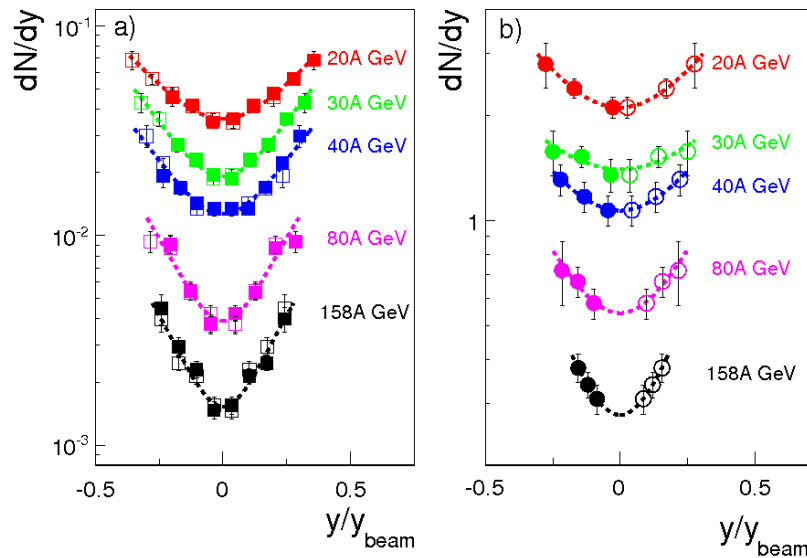 a)
dN/dy
10⁻¹
10⁻²
10⁻³
20A GeV
30A GeV
40A GeV
80A GeV
158A GeV
-0.5
0
0.5
y/y_beam
b)
dN/dy
1
20A GeV
30A GeV
40A GeV
80A GeV
158A GeV
-0.5
0
0.5
y/y_beam